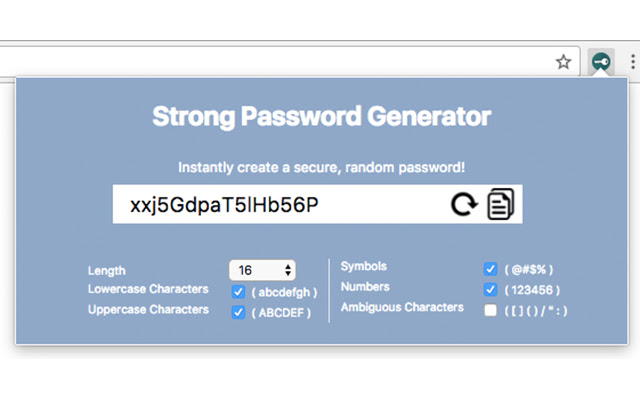 Strong Password Generator
Instantly create a secure, random password!
xxj5GdpaT5lHb56P
Length 16
Lowercase Characters ( abcdefgh )
Uppercase Characters ( ABCDEF )
Symbols ( @#$% )
Numbers ( 123456 )
Ambiguous Characters ( [ ] ( ) / " : )